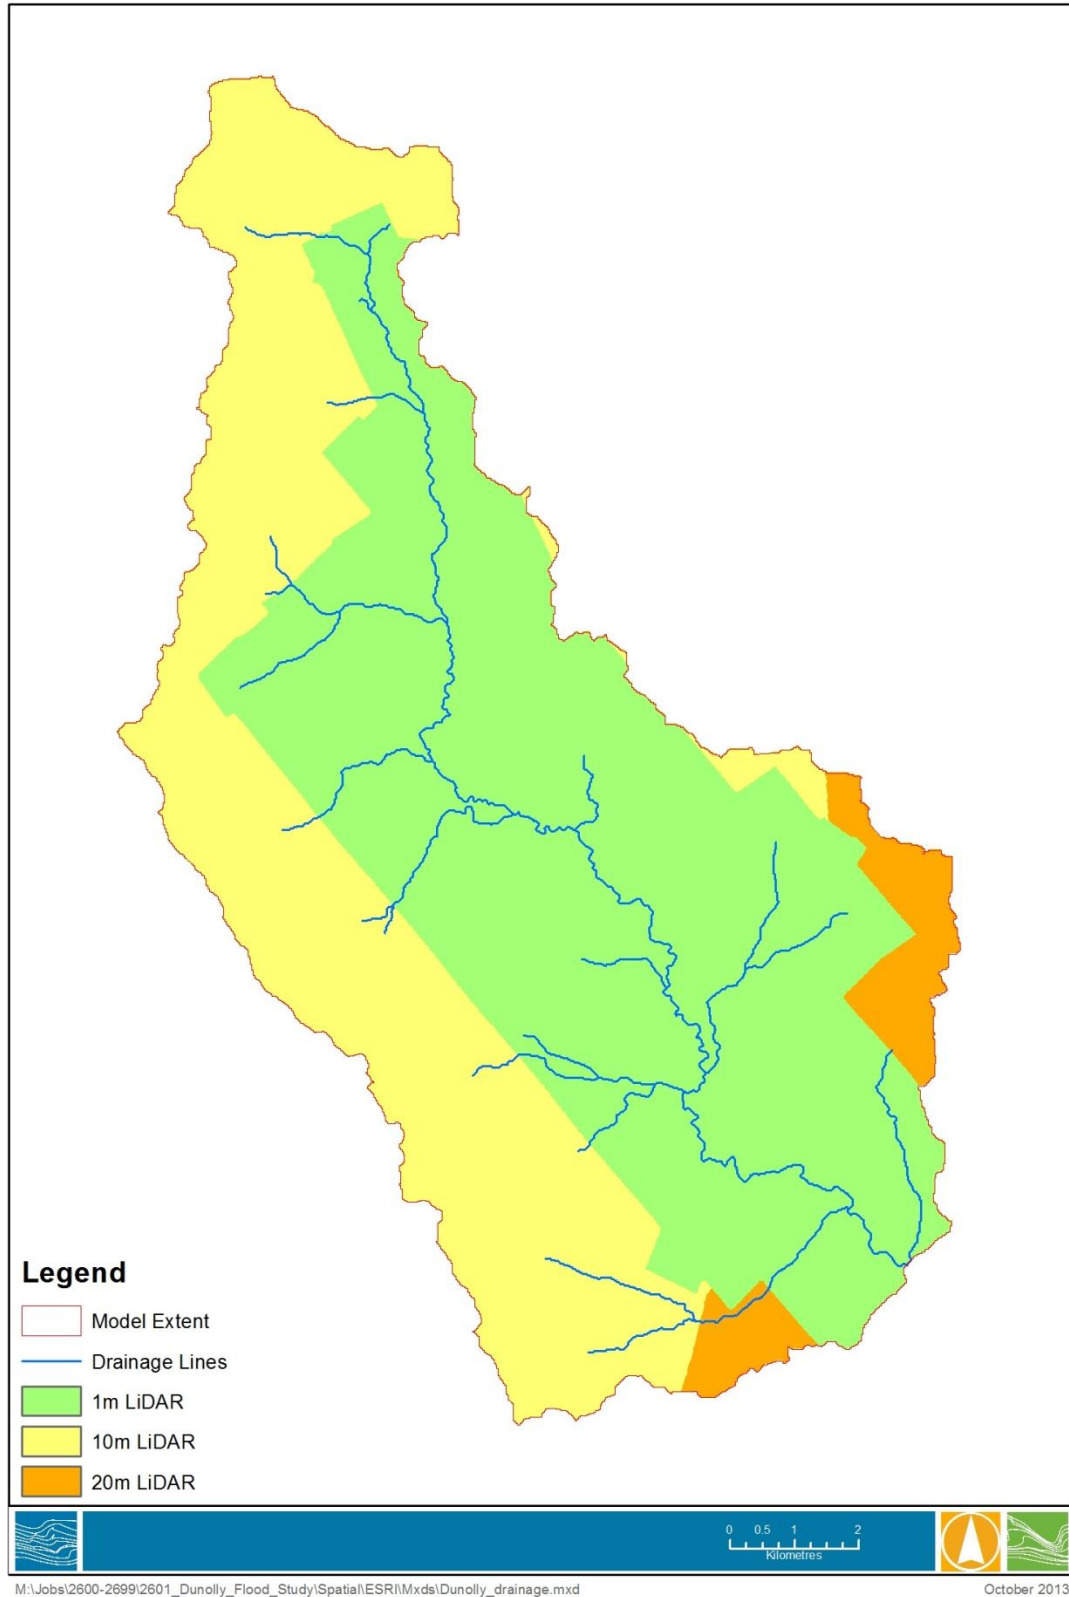 Legend
Model Extent
Drainage Lines
1m LiDAR
10m LiDAR
20m LiDAR
0 0.5 1 2
Kilometres
M:\Jobs\2600-2699\2601_Dunolly_Flood_Study\Spatial\ESRI\Mxds\Dunolly_drainage.mxd
October 2013